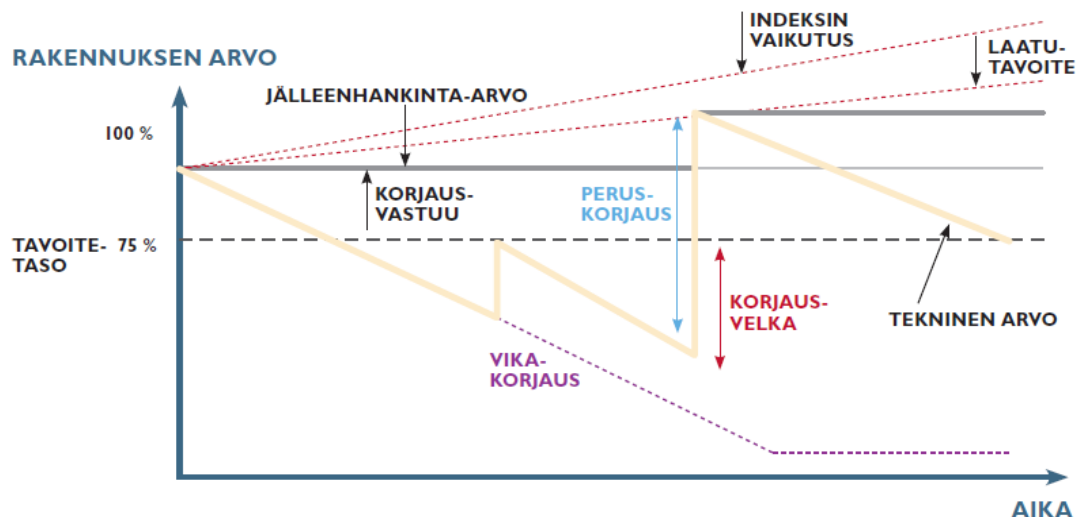 INDEKSIN
VAIKUTUS
LAATU-
TAVOITE
RAKENNUKSEN ARVO
JÄLLEENHANKINTA-ARVO
100 %
KORJAUS-
VASTUU
PERUS-
KORJAUS
TAVOITE- 75 %
TASO
KORJAUS-
VELKA
TEKNINEN ARVO
VIKA-
KORJAUS
AIKA